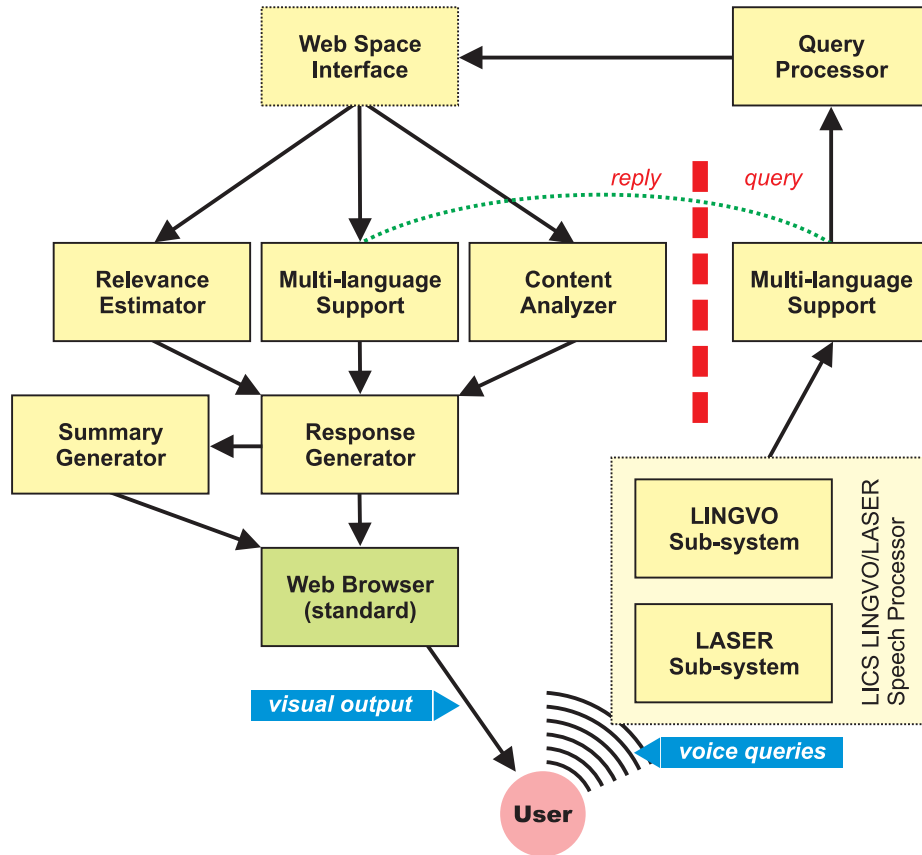 Web Space
Interface
Query
Processor
reply
query
Relevance
Estimator
Multi-language
Support
Content
Analyzer
Multi-language
Support
Summary
Generator
Response
Generator
LINGVO
Sub-system
LASER
Sub-system
LICS LINGVO/LASER
Speech Processor
Web Browser
(standard)
visual output
voice queries
User